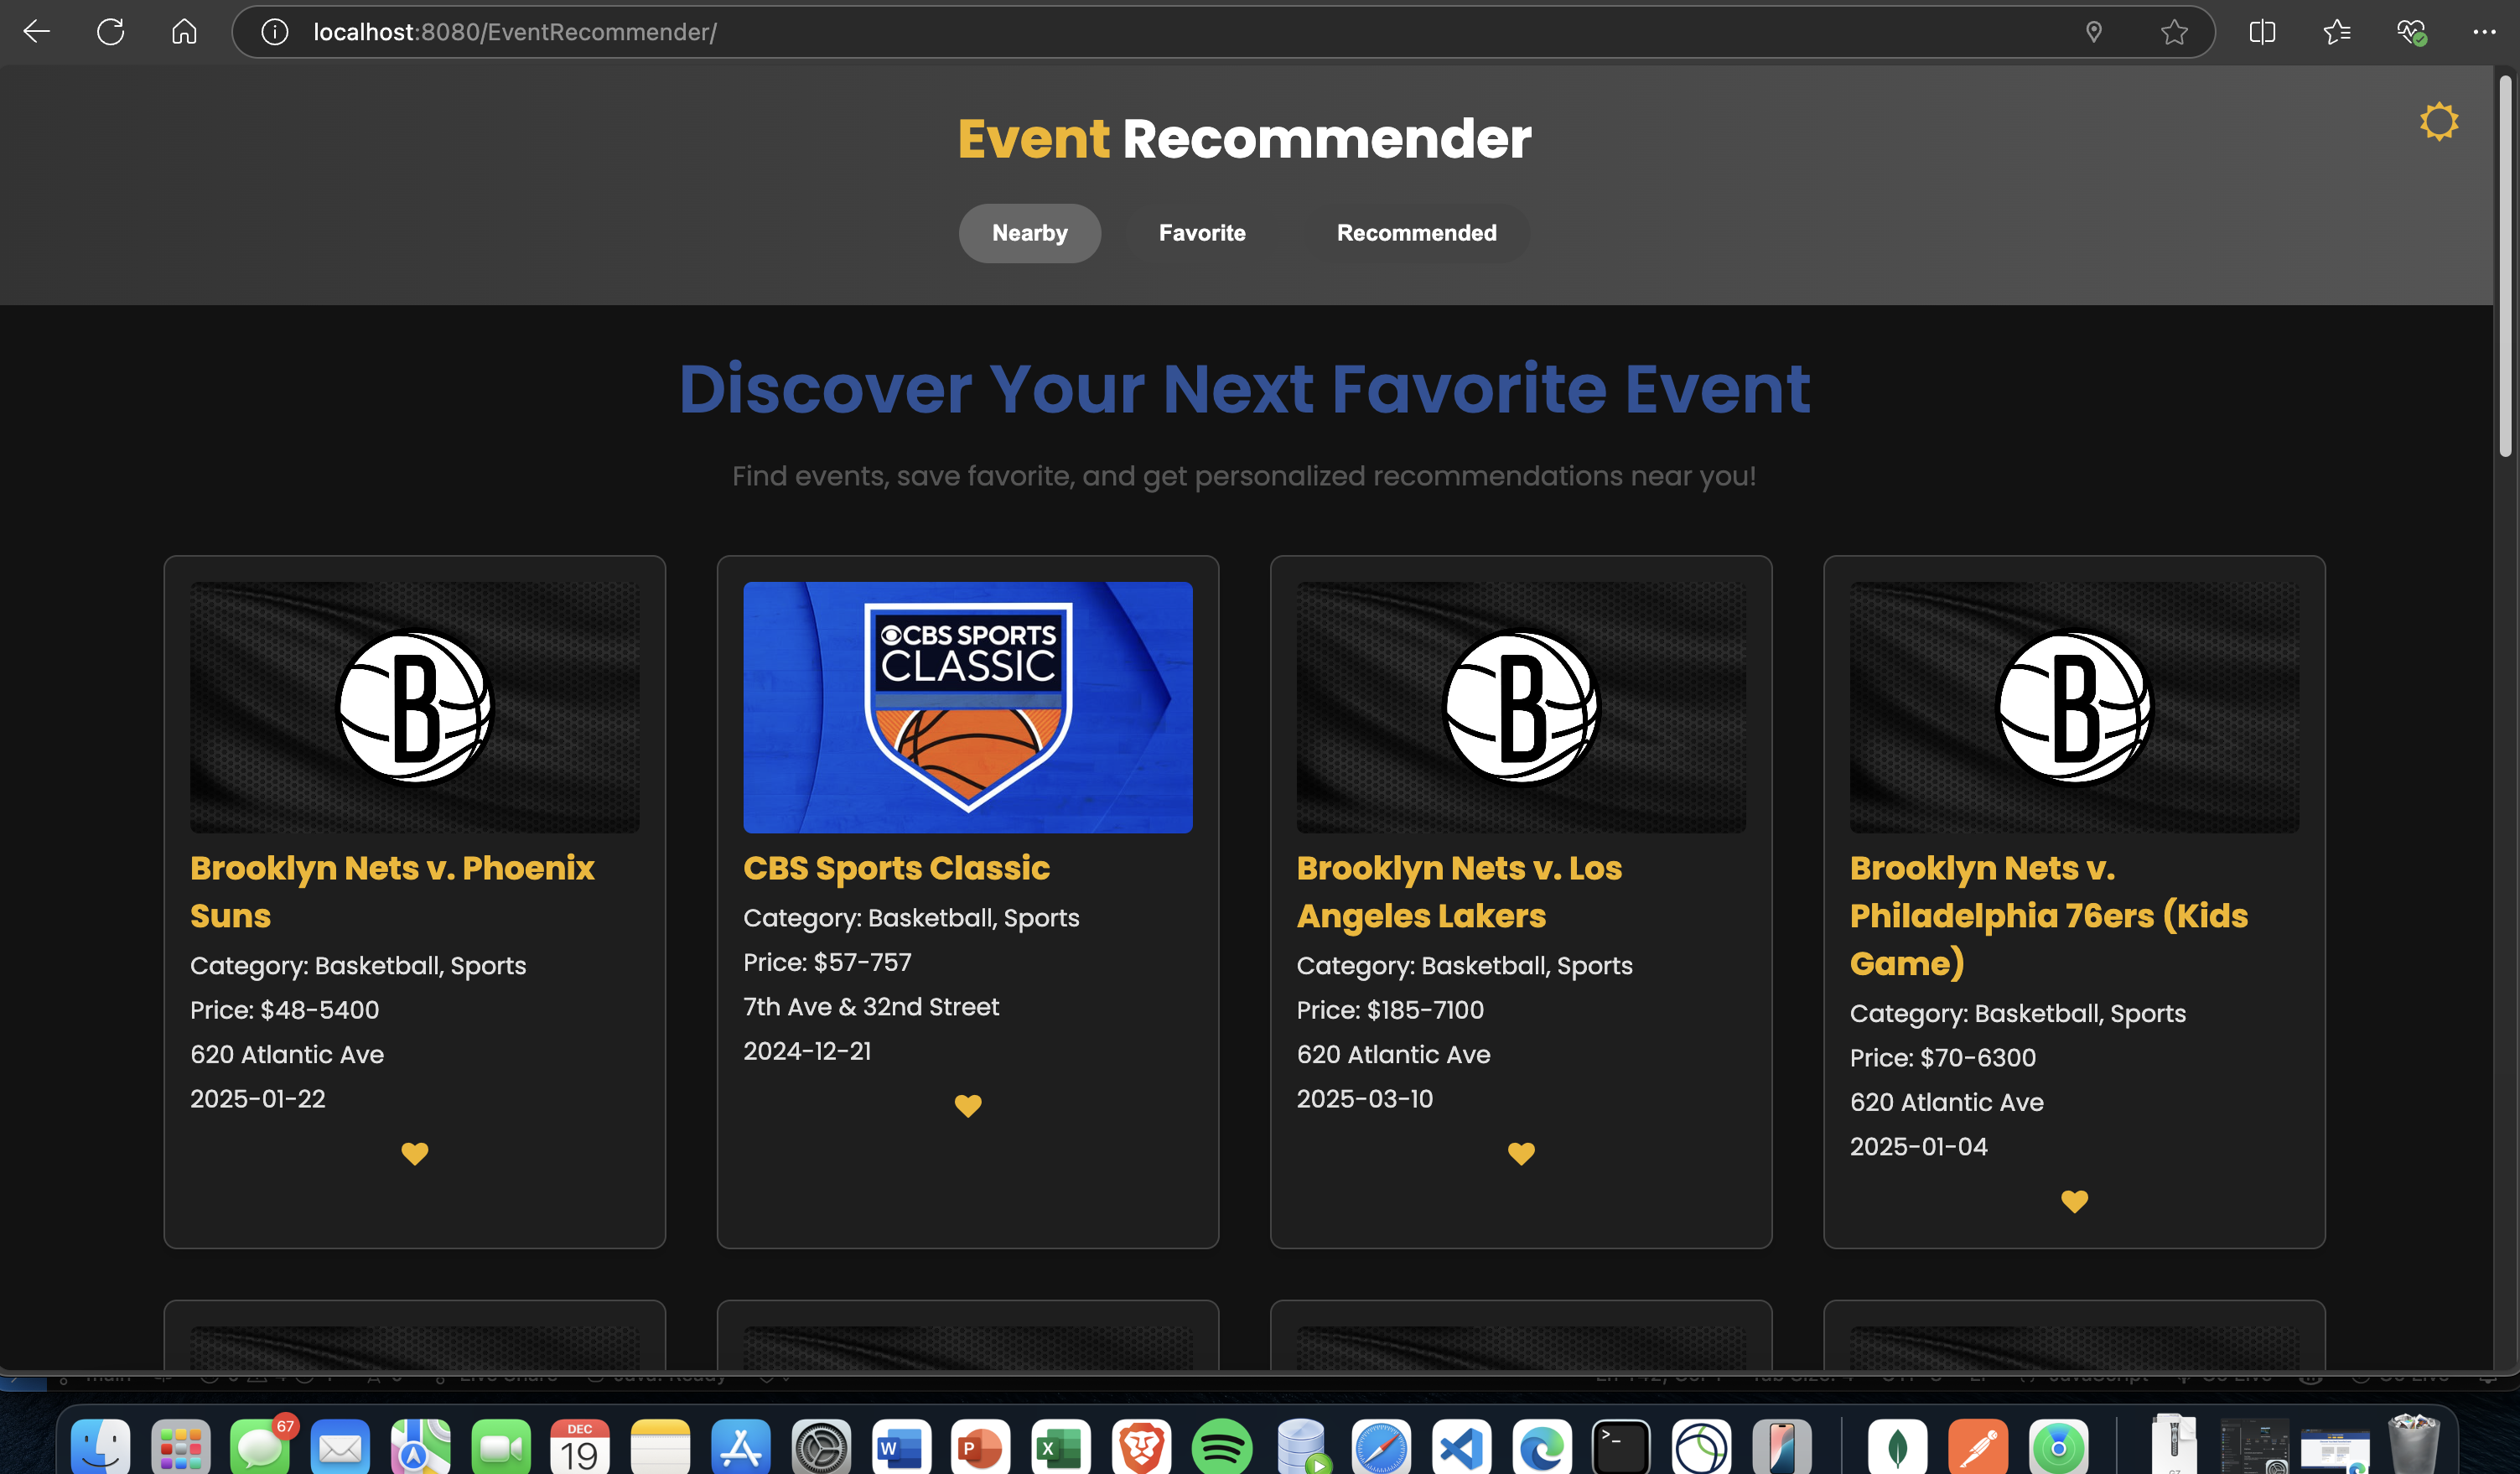 localhost:8080/EventRecommender/
Event Recommender
Nearby
Favorite
Recommended
Discover Your Next Favorite Event
Find events, save favorite, and get personalized recommendations near you!
B
Brooklyn Nets v. Phoenix
Suns
Category: Basketball, Sports
Price: $48-5400
620 Atlantic Ave
2025-01-22
CBS SPORTS
CLASSIC
CBS Sports Classic
Category: Basketball, Sports
Price: $57-757
7th Ave & 32nd Street
2024-12-21
B
Brooklyn Nets v. Los
Angeles Lakers
Category: Basketball, Sports
Price: $185-7100
620 Atlantic Ave
2025-03-10
B
Brooklyn Nets v.
Philadelphia 76ers (Kids
Game)
Category: Basketball, Sports
Price: $70-6300
620 Atlantic Ave
2025-01-04
67
DEC
19
W
P
X
>_